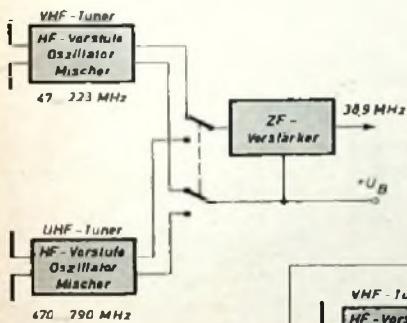 VHF-Tuner
HF-Vorstufe
Oszillator
Mischer
47...223 MHz
ZF-
Verstärker
38,9 MHz
+UB
UHF-Tuner
HF-Vorstufe
Oszillator
Mischer
470...790 MHz
VHF-Tu
HF-Vors